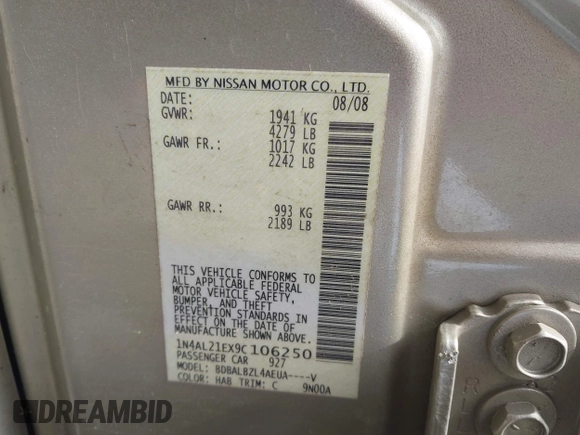 MFD BY NISSAN MOTOR CO., LTD.
DATE: 08/08
GVWR: 1941 KG
4279 LB
GAWR FR.: 1017 KG
2242 LB
GAWR RR.: 993 KG
2189 LB
THIS VEHICLE CONFORMS TO
ALL APPLICABLE FEDERAL
MOTOR VEHICLE SAFETY,
BUMPER, AND THEFT
PREVENTION STANDARDS IN
EFFECT ON THE DATE OF
MANUFACTURE SHOWN ABOVE.
1N4AL21EX9C106250
PASSENGER CAR 927
MODEL: BDBALBZL4AEUA----V
COLOR: HAB TRIM: C 9N00A
DREAMBID